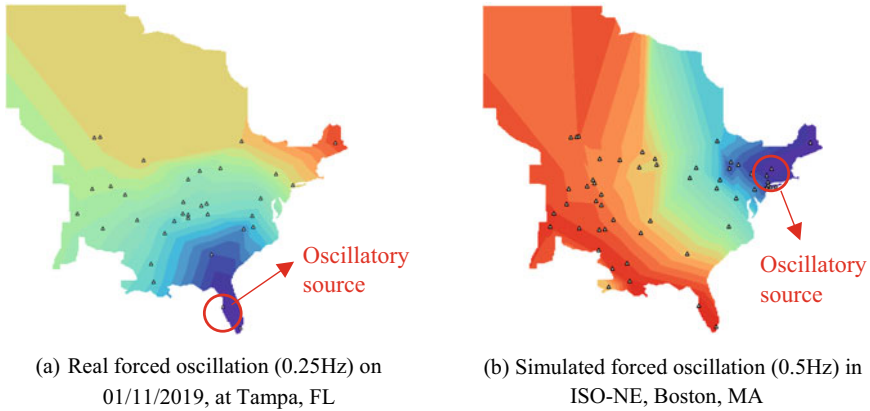 Oscillatory
source
(a) Real forced oscillation (0.25Hz) on
01/11/2019, at Tampa, FL
Oscillatory
source
(b) Simulated forced oscillation (0.5Hz) in
ISO-NE, Boston, MA